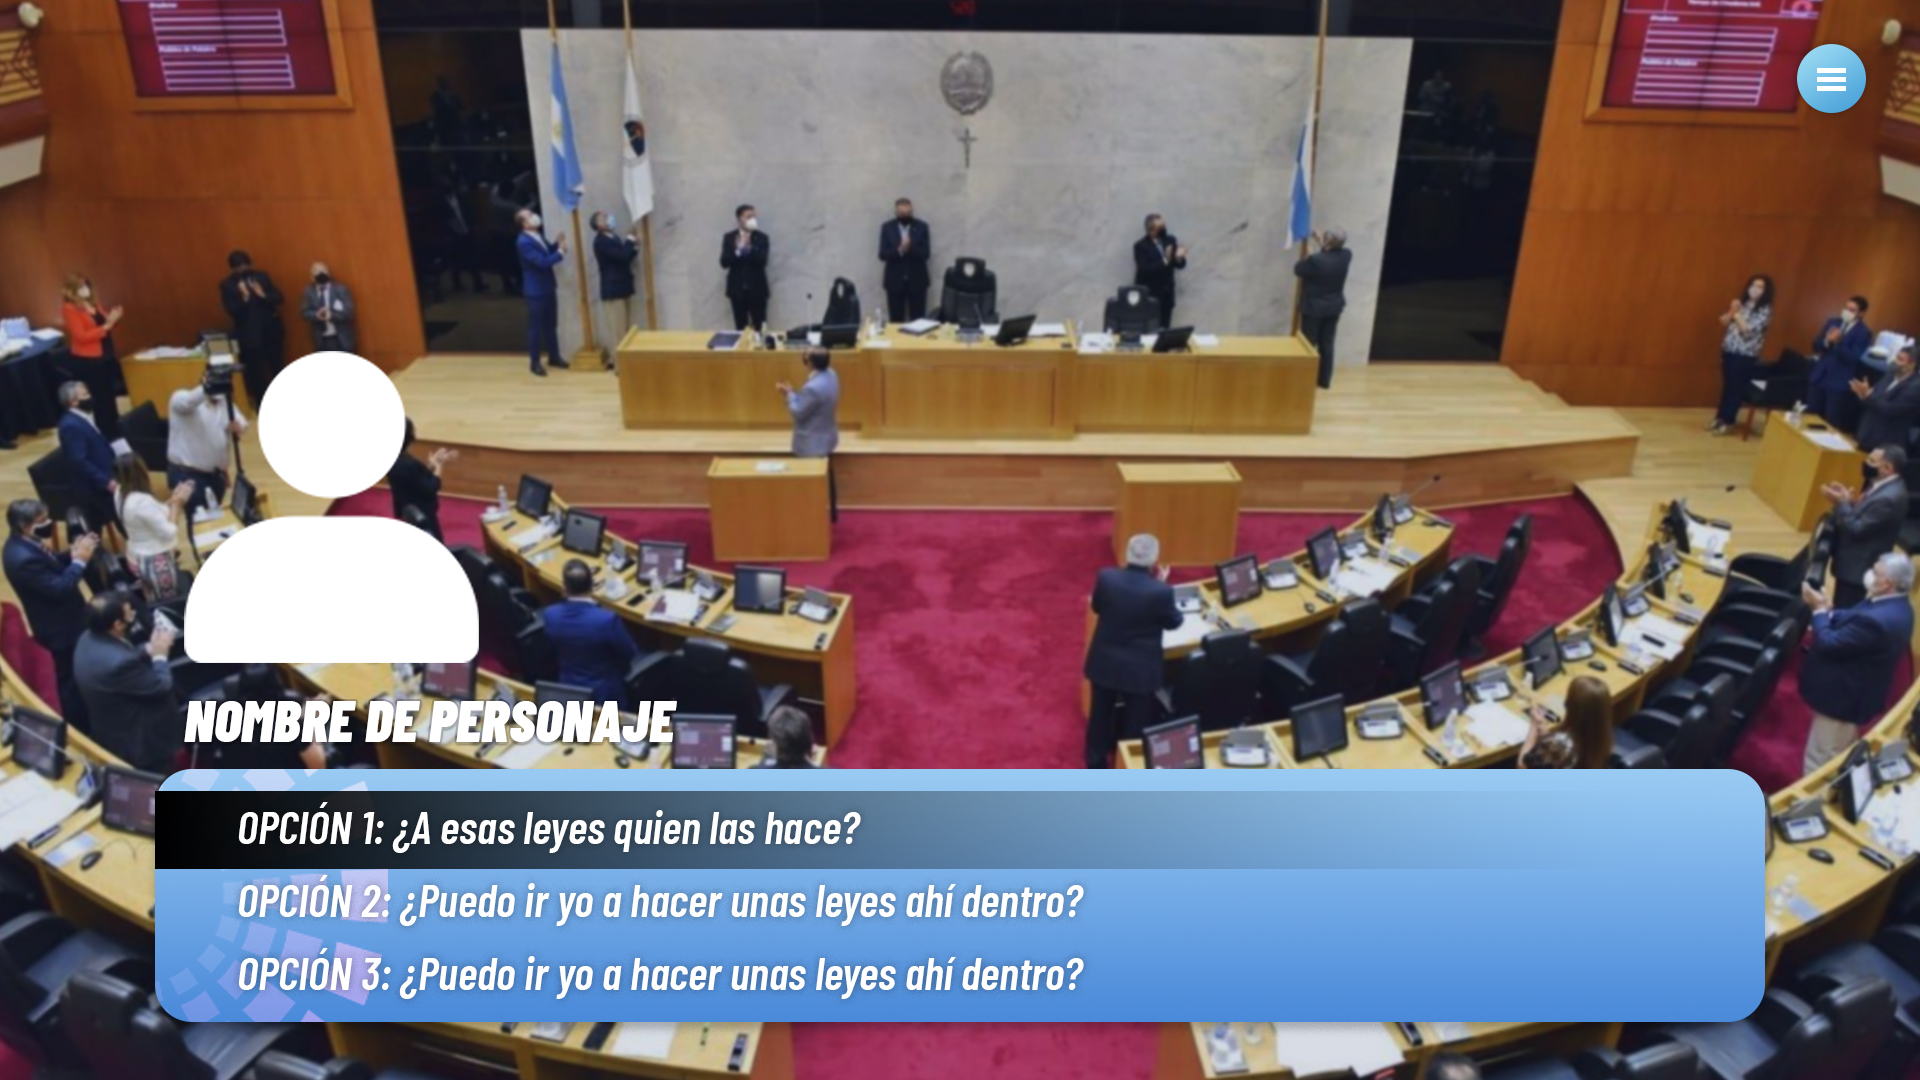 NOMBRE DE PERSONAJE
OPCIÓN 1: ¿A esas leyes quien las hace?
OPCIÓN 2: ¿Puedo ir yo a hacer unas leyes ahí dentro?
OPCIÓN 3: ¿Puedo ir yo a hacer unas leyes ahí dentro?